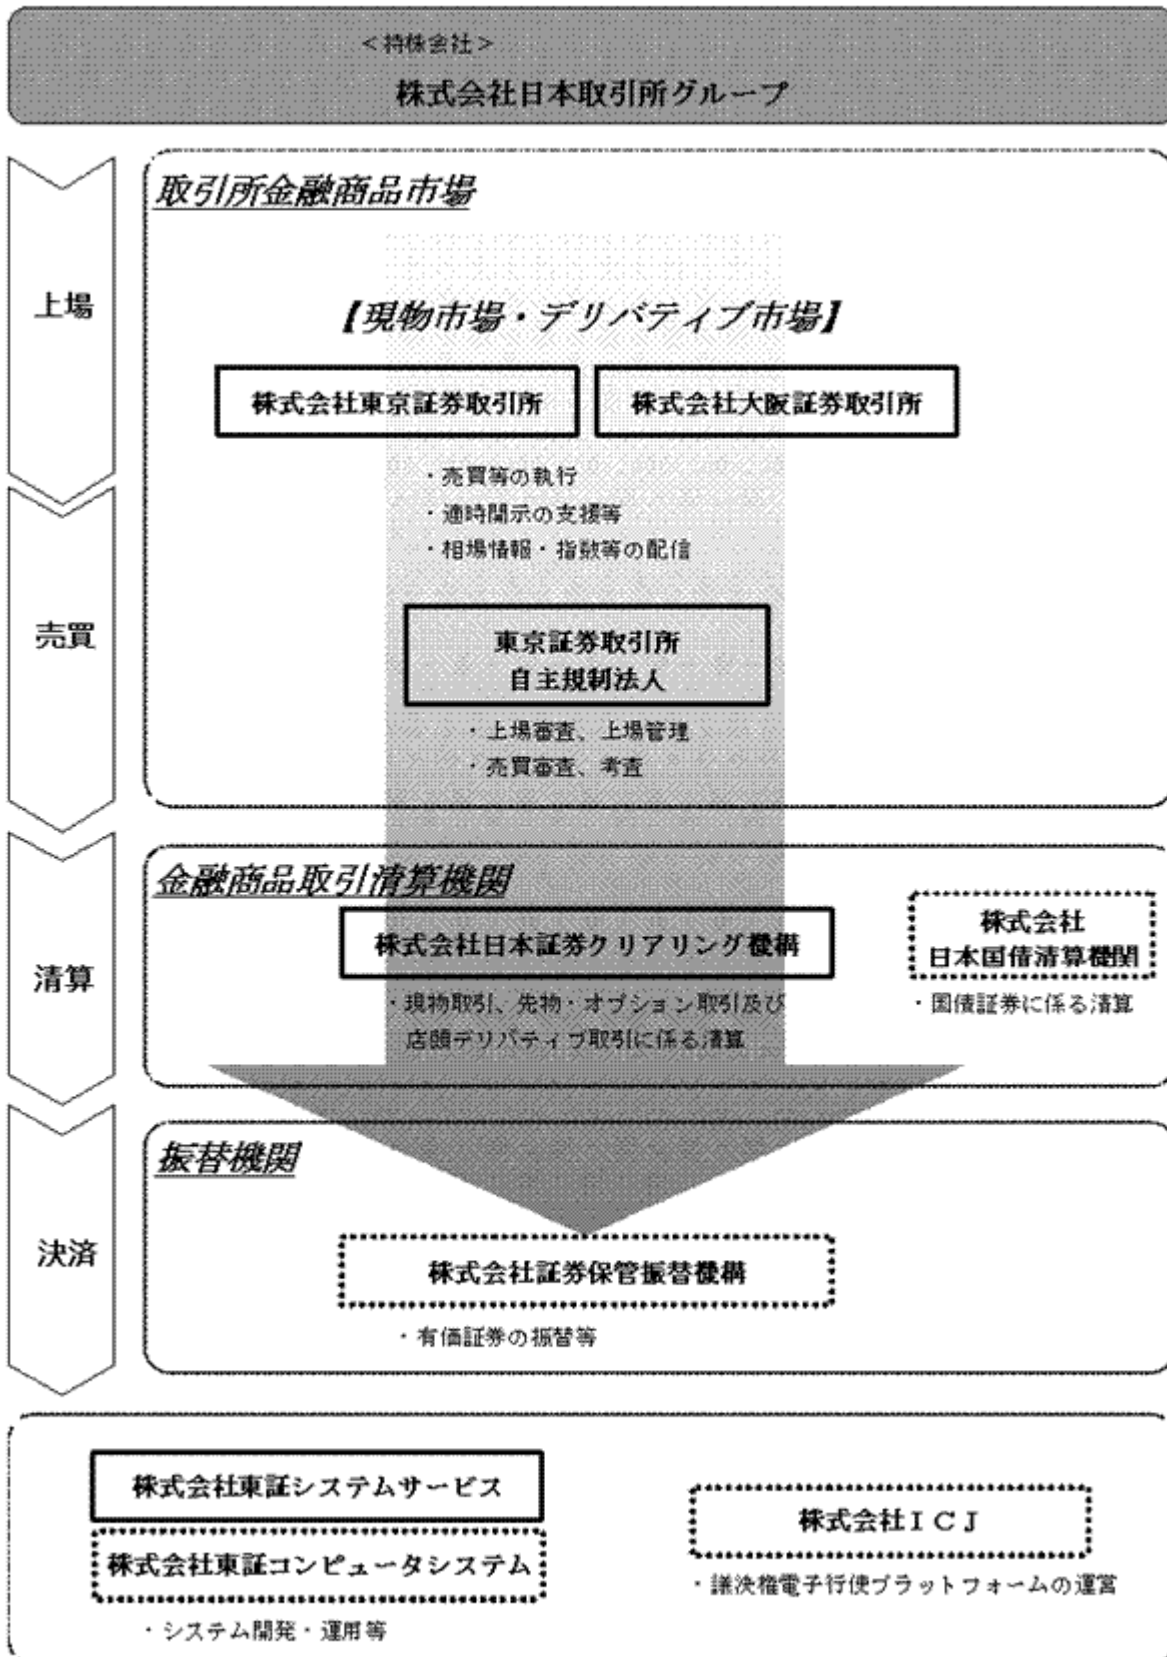 ＜持株会社＞
株式会社日本取引所グループ
上場
売買
清算
決済
取引所金融商品市場
【現物市場・デリバティブ市場】
株式会社東京証券取引所
株式会社大阪証券取引所
・売買等の執行
・適時開示の支援等
・相場情報・指数等の配信
東京証券取引所
自主規制法人
・上場審査、上場管理
・売買審査、考査
金融商品取引清算機関
株式会社日本証券クリアリング機構
・現物取引、先物・オプション取引及び
店頭デリバティブ取引に係る清算
株式会社
日本国債清算機関
・国債証券に係る清算
振替機関
株式会社証券保管振替機構
・有価証券の振替等
株式会社東証システムサービス
株式会社東証コンピュータシステム
・システム開発・運用等
株式会社ＩＣＪ
・議決権電子行使プラットフォームの運営